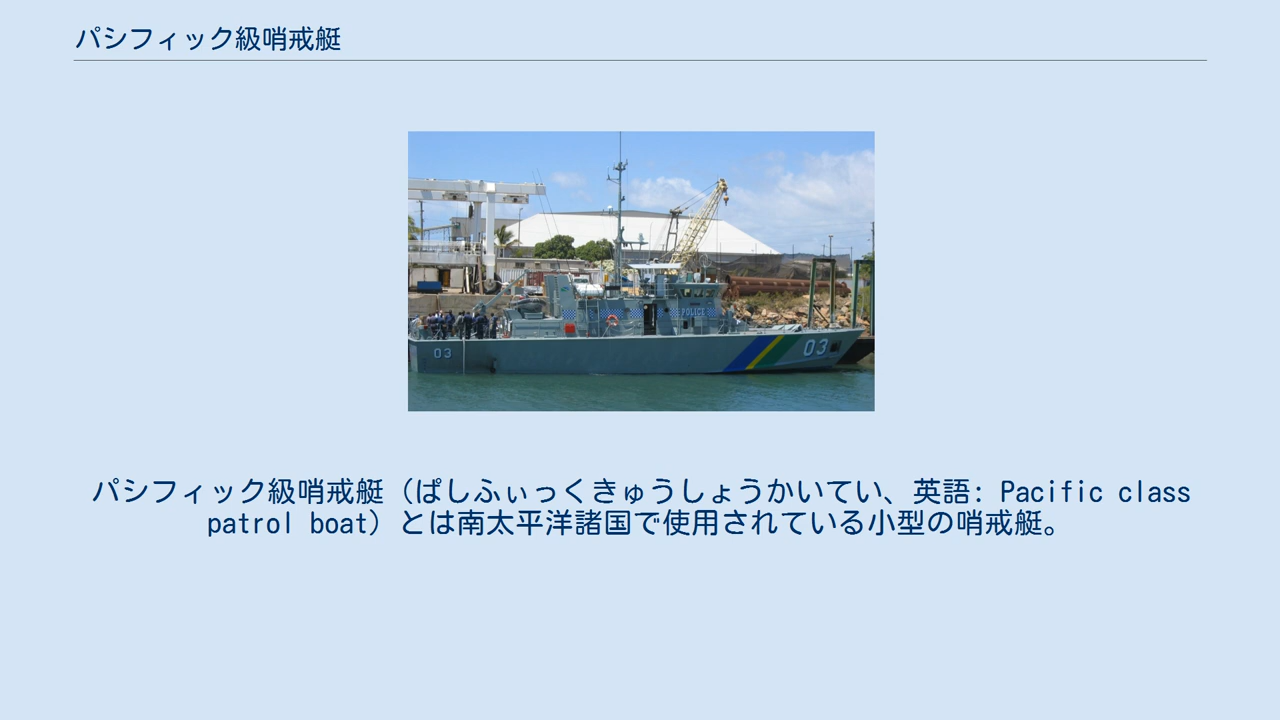 パシフィック級哨戒艇
POLICE
03
03
パシフィック級哨戒艇（ぱしふぃっくきゅうしょうかいてい、英語: Pacific class
patrol boat）とは南太平洋諸国で使用されている小型の哨戒艇。